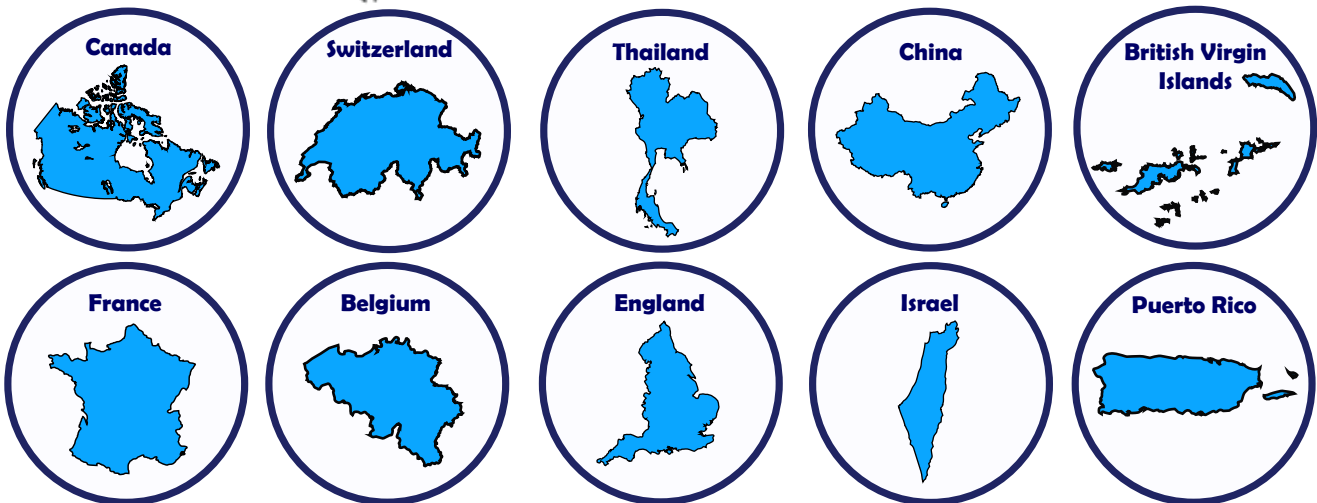 Canada
Switzerland
Thailand
China
British Virgin
Islands
France
Belgium
England
Israel
Puerto Rico